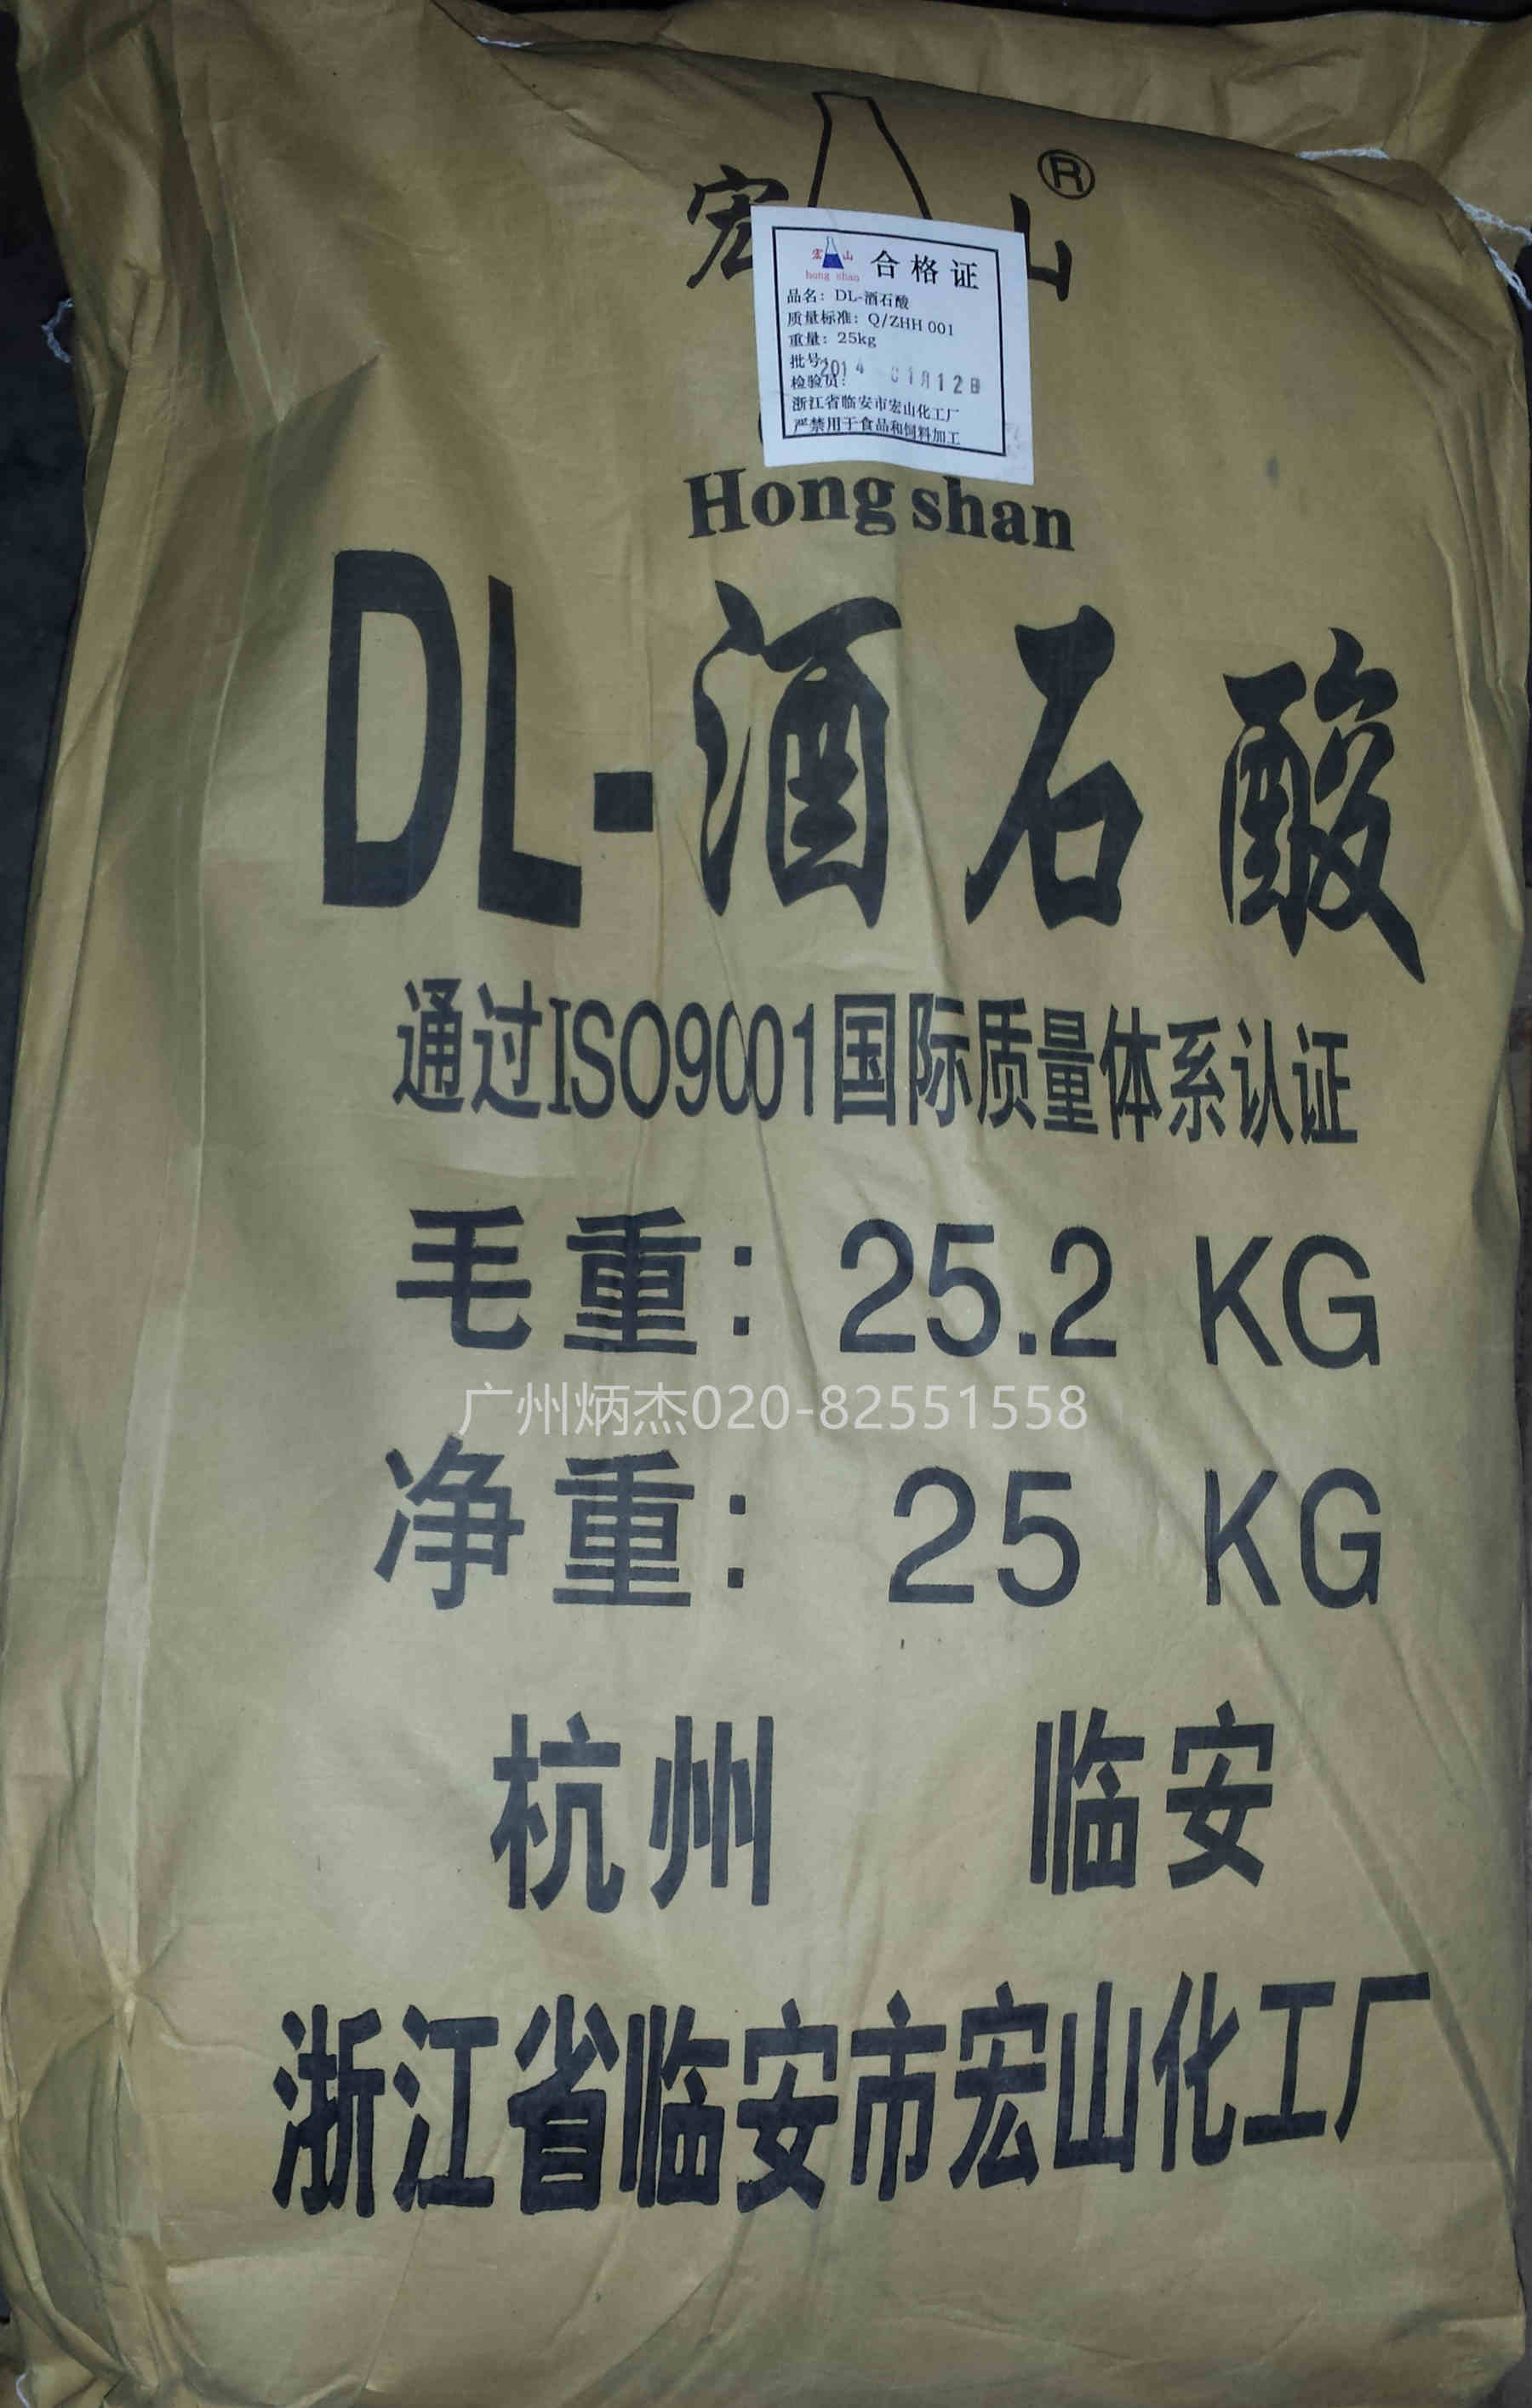 宏山®
宏山 合格证
hong shan
品名：DL-酒石酸
质量标准：Q/ZHH 001
重量：25kg
批号：2014 01月12日
检验员：
浙江省临安市宏山化工厂
严禁用于食品和饲料加工
Hong shan
DL-酒石酸
通过ISO9001国际质量体系认证
毛重：25.2 KG
广州炳杰020-82551558
净重：25 KG
杭州 临安
浙江省临安市宏山化工厂